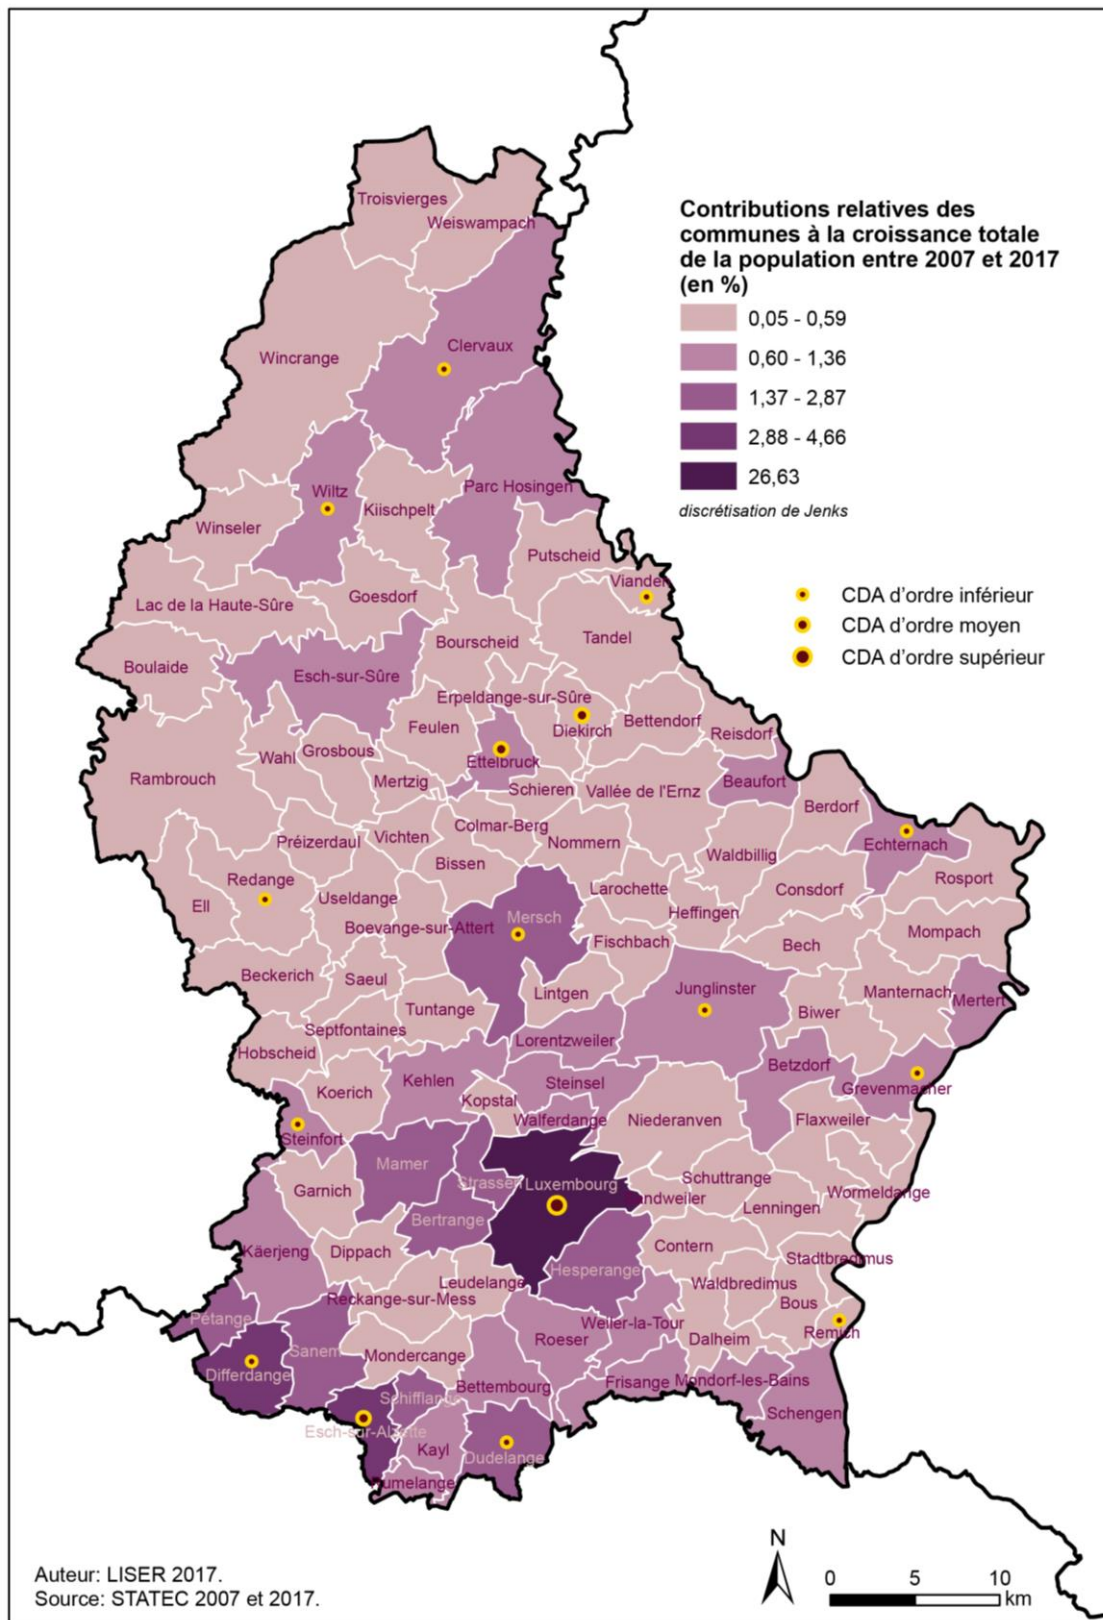 Troisvierges
Weiswampach
Contributions relatives des
communes à la croissance totale
de la population entre 2007 et 2017
(en %)
0,05 - 0,59
0,60 - 1,36
1,37 - 2,87
2,88 - 4,66
26,63
discrétisation de Jenks
CDA d'ordre inférieur
CDA d'ordre moyen
CDA d'ordre supérieur
Clervaux
Wincrange
Parc Hosingen
Wiltz
Kiischpelt
Winseler
Putscheid
Vianden
Goesdorf
Lac de la Haute-Sûre
Tandel
Bourscheid
Boulaide
Esch-sur-Sûre
Erpeldange-sur-Sûre
Bettendorf
Feulen
Diekirch
Reisdorf
Wahl
Grosbous
Ettelbruck
Rambrouch
Mertzig
Schieren
Vallée de l'Ernz
Beaufort
Berdorf
Colmar-Berg
Vichten
Préizerdaul
Nommern
Echternach
Waldbillig
Bissen
Redange
Rosport
Larochette
Consdorf
Useldange
Ell
Heffingen
Mersch
Boevange-sur-Attert
Mompach
Fischbach
Bech
Beckerich
Saeul
Junglinster
Lintgen
Manternach
Mertert
Tuntange
Biwer
Septfontaines
Lorentzweiler
Hobscheid
Betzdorf
Kehlen
Steinsel
Koerich
Grevenmacher
Kopstal
Walferdange
Niederanven
Flaxweiler
Steinfort
Mamer
Strassen
Luxembourg
Schuttrange
Garnich
Wormeldange
Sandweiler
Lenningen
Bertrange
Contern
Käerjeng
Dippach
Stadtbredimus
Hesperange
Leudelange
Waldbredimus
Reckange-sur-Mess
Bous
Pétange
Weiler-la-Tour
Remich
Roeser
Dalheim
Sanem
Mondercange
Differdange
Frisange
Mondorf-les-Bains
Bettembourg
Schifflange
Schengen
Esch-sur-Alzette
Kayl
Dudelange
Rumelange
Auteur: LISER 2017.
Source: STATEC 2007 et 2017.
N
0 5 10
km